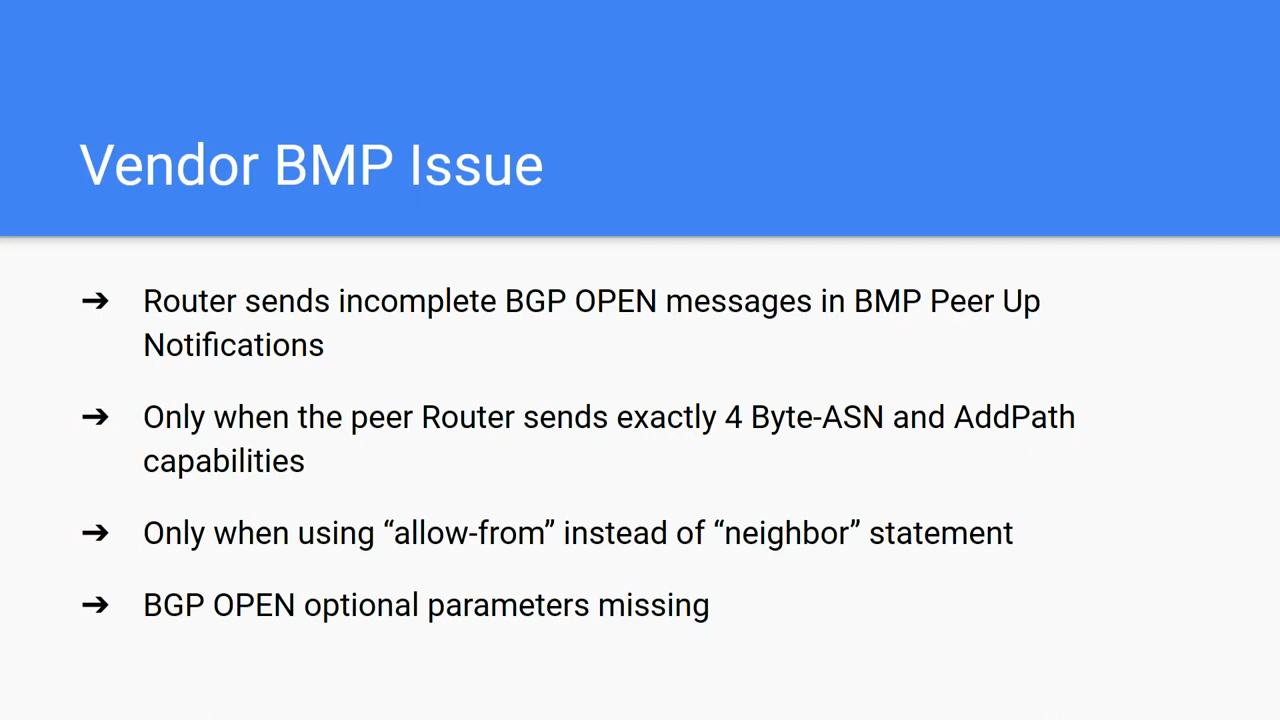 Vendor BMP Issue
➔ Router sends incomplete BGP OPEN messages in BMP Peer Up
Notifications
➔ Only when the peer Router sends exactly 4 Byte-ASN and AddPath
capabilities
➔ Only when using “allow-from” instead of “neighbor” statement
➔ BGP OPEN optional parameters missing